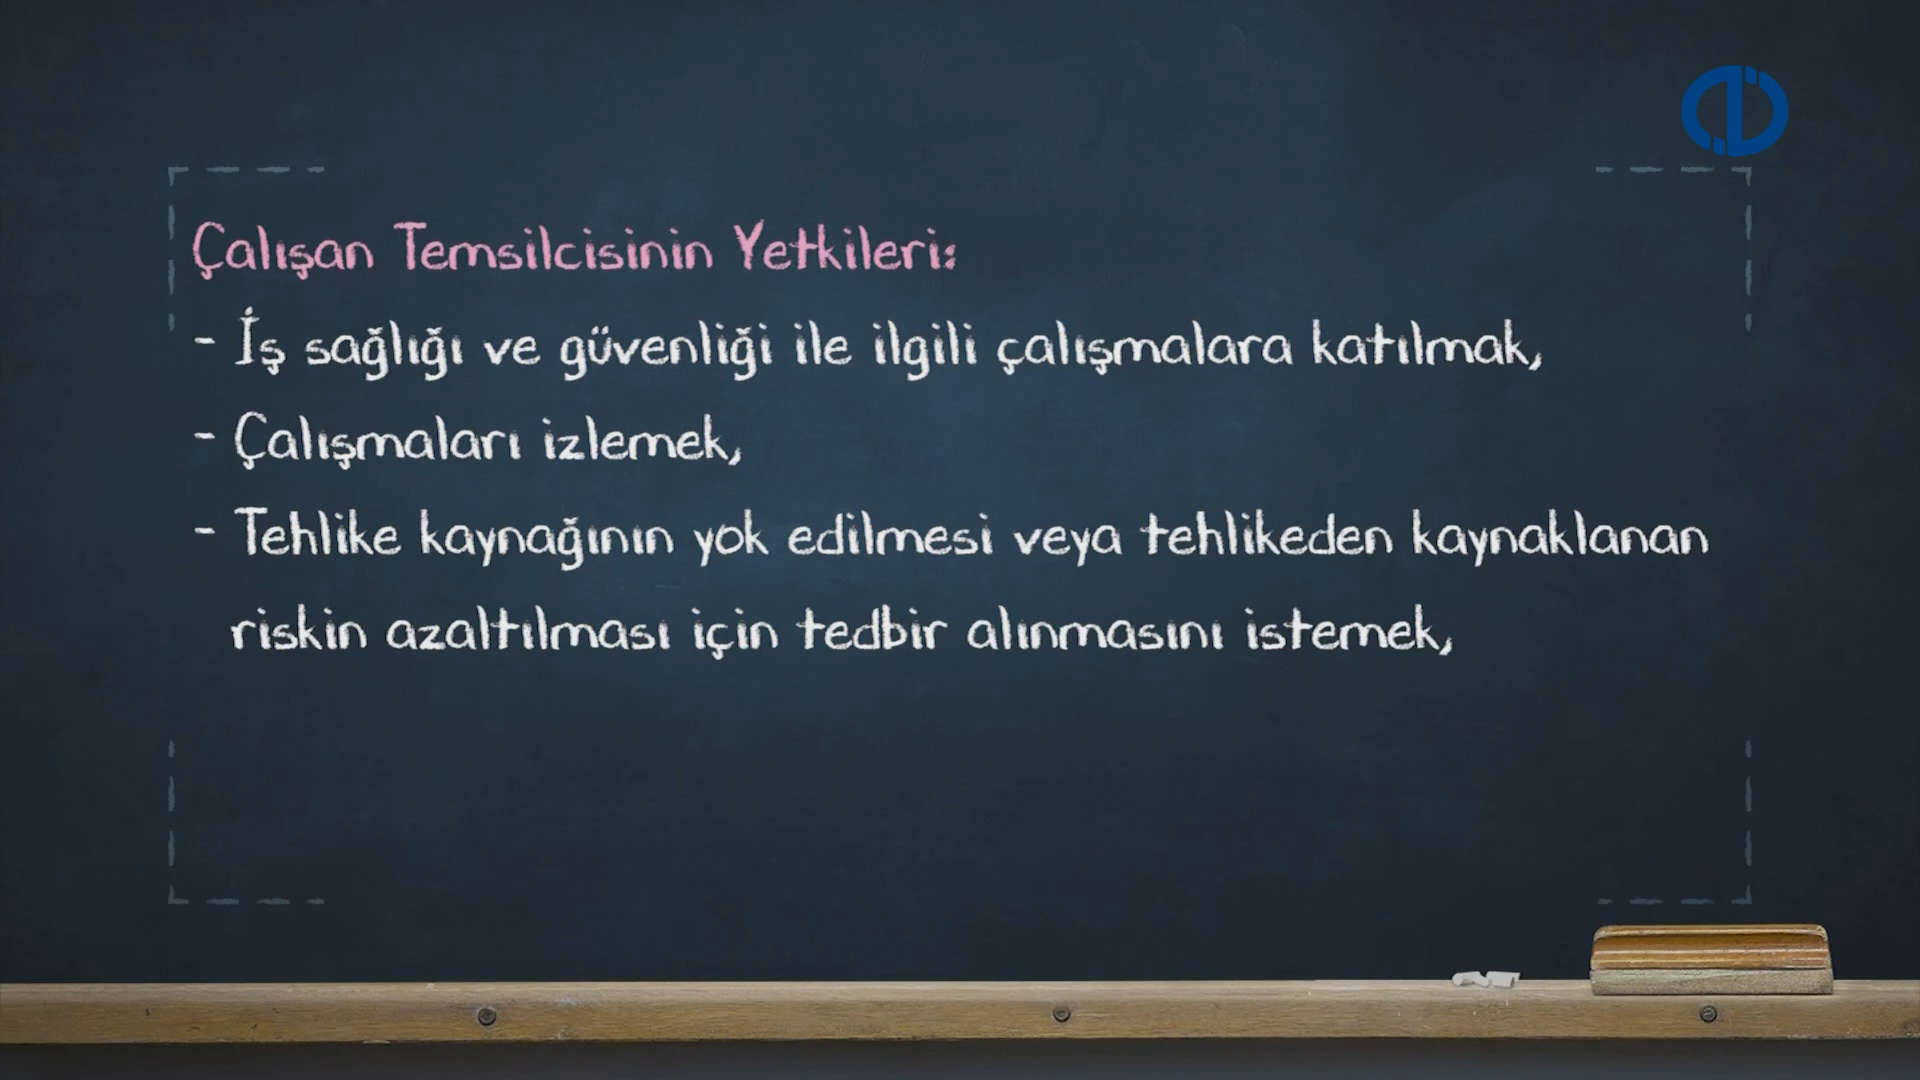 Çalışan Temsilcisinin Yetkileri:
- İş sağlığı ve güvenliği ile ilgili çalışmalara katılmak,
- Çalışmaları izlemek,
- Tehlike kaynağının yok edilmesi veya tehlikeden kaynaklanan
riskin azaltılması için tedbir alınmasını istemek,